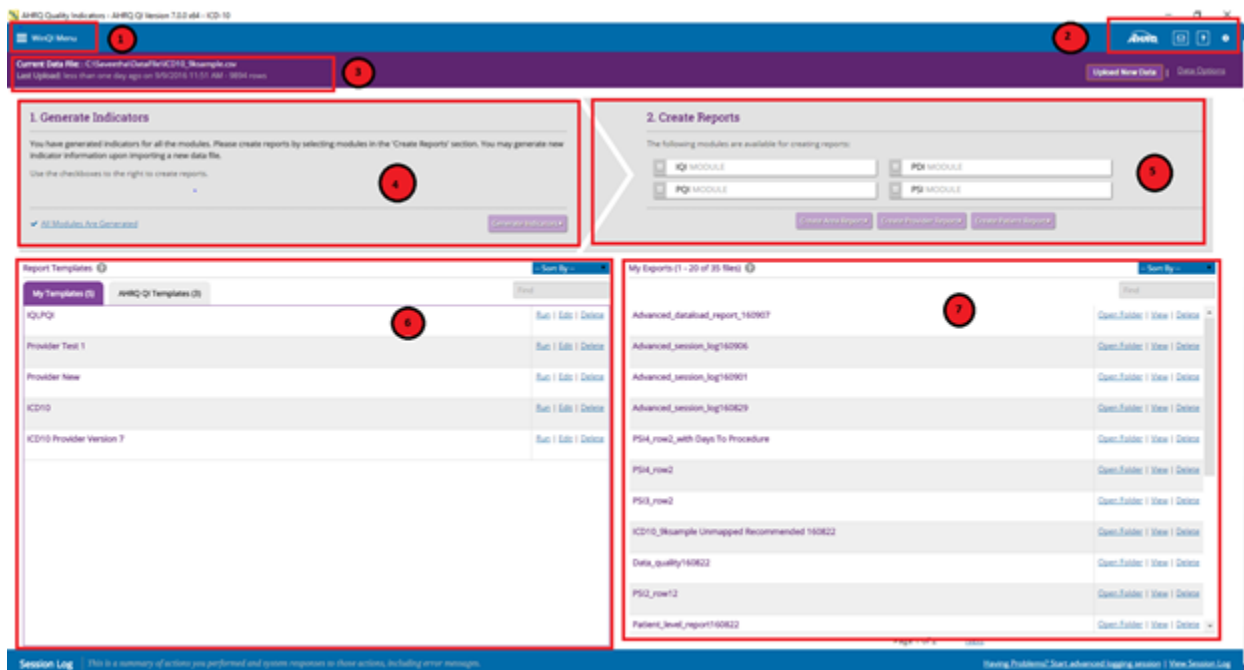 AHRQ Quality Indicators - AHRQ QI Version 7.0.0 x64 - ICD-10
WinQI Menu
1
2
AHRQ
Current Data File: - C:\Saveetha\DataFile\ICD10_9ksample.csv
Last Upload: less than one day ago on 9/9/2016 11:51 AM - 9894 rows
3
Upload New Data | Data Options
1. Generate Indicators
You have generated indicators for all the modules. Please create reports by selecting modules in the 'Create Reports' section. You may generate new
indicator information upon importing a new data file.
Use the checkboxes to the right to create reports.
4
All Modules Are Generated
Generate Indicators
2. Create Reports
The following modules are available for creating reports:
IQI MODULE
PDI MODULE
PQI MODULE
PSI MODULE
5
Create Area Report
Create Provider Report
Create Patient Report
Report Templates
-- Sort By --
My Templates (5)
AHRQ QI Templates (3)
Find
6
IQI,PQI
Run | Edit | Delete
Provider Test 1
Run | Edit | Delete
Provider New
Run | Edit | Delete
ICD10
Run | Edit | Delete
ICD10 Provider Version 7
Run | Edit | Delete
My Exports (1 - 20 of 35 files)
-- Sort By --
Find
7
Advanced_dataload_report_160907
Open Folder | View | Delete
Advanced_session_log160906
Open Folder | View | Delete
Advanced_session_log160901
Open Folder | View | Delete
Advanced_session_log160829
Open Folder | View | Delete
PSI4_row2_with Days To Procedure
Open Folder | View | Delete
PSI4_row2
Open Folder | View | Delete
PSI3_row2
Open Folder | View | Delete
ICD10_9ksample Unmapped Recommended 160822
Open Folder | View | Delete
Data_quality160822
Open Folder | View | Delete
PSI2_row12
Open Folder | View | Delete
Patient_level_report160822
Open Folder | View | Delete
Page 1 of 2
Session Log
This is a summary of actions you performed and system responses to those actions, including error messages.
Having Problems? Start advanced logging session | View Session Log